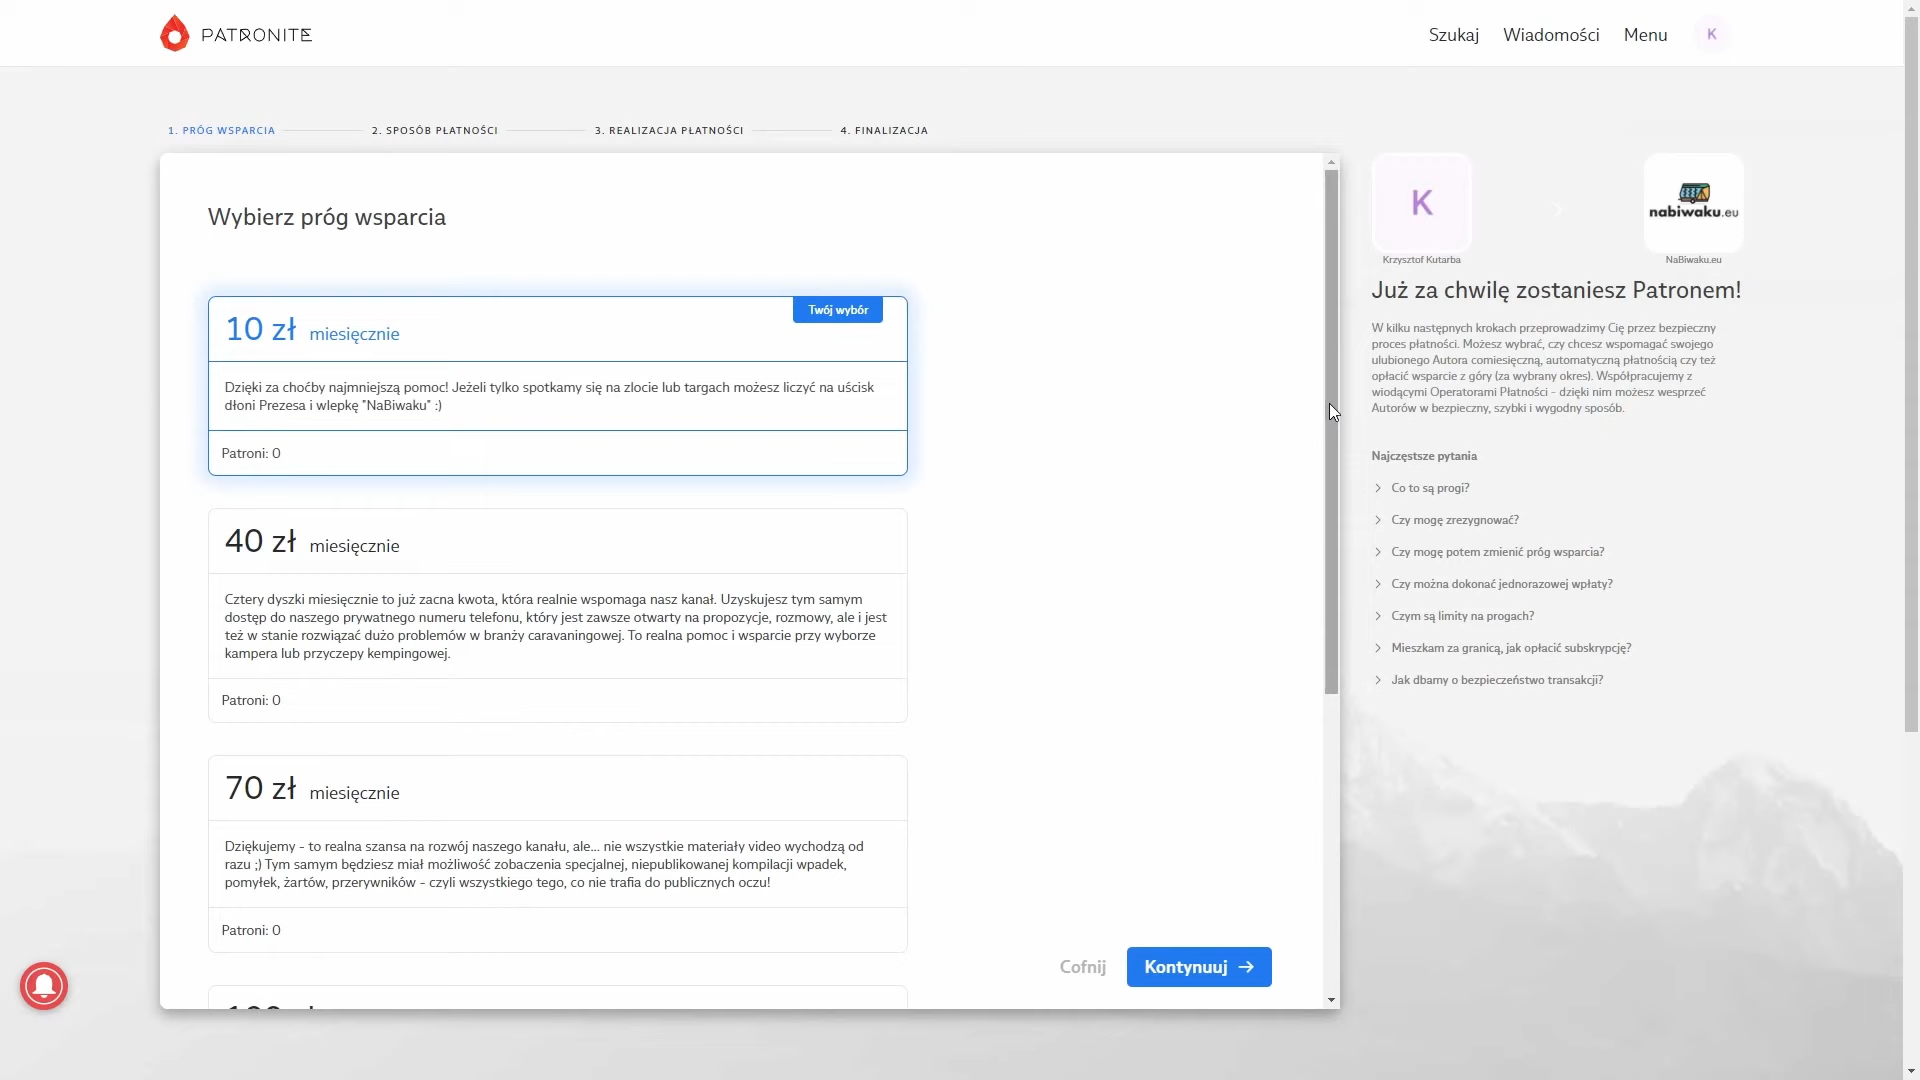 PATRONITE
Szukaj
Wiadomości
Menu
K
1. PRÓG WSPARCIA
2. SPOSÓB PŁATNOŚCI
3. REALIZACJA PŁATNOŚCI
4. FINALIZACJA
Wybierz próg wsparcia
Twój wybór
10 zł miesięcznie
Dzięki za choćby najmniejszą pomoc! Jeżeli tylko spotkamy się na zlocie lub targach możesz liczyć na uścisk
dłoni Prezesa i wlepkę "NaBiwaku" :)
Patroni: 0
40 zł miesięcznie
Cztery dyszki miesięcznie to już zacna kwota, która realnie wspomaga nasz kanał. Uzyskujesz tym samym
dostęp do naszego prywatnego numeru telefonu, który jest zawsze otwarty na propozycje, rozmowy, ale i jest
też w stanie rozwiązać dużo problemów w branży caravaningowej. To realna pomoc i wsparcie przy wyborze
kampera lub przyczepy kempingowej.
Patroni: 0
70 zł miesięcznie
Dziękujemy - to realna szansa na rozwój naszego kanału, ale... nie wszystkie materiały video wychodzą od
razu ;) Tym samym będziesz miał możliwość zobaczenia specjalnej, niepublikowanej kompilacji wpadek,
pomyłek, żartów, przerywników - czyli wszystkiego tego, co nie trafia do publicznych oczu!
Patroni: 0
Cofnij
Kontynuuj
K
nabiwaku.eu
Krzysztof Kutarba
NaBiwaku.eu
Już za chwilę zostaniesz Patronem!
W kilku następnych krokach przeprowadzimy Cię przez bezpieczny
proces płatności. Możesz wybrać, czy chcesz wspomagać swojego
ulubionego Autora comiesięczną, automatyczną płatnością czy też
opłacić wsparcie z góry (za wybrany okres). Współpracujemy z
wiodącymi Operatorami Płatności - dzięki nim możesz wesprzeć
Autorów w bezpieczny, szybki i wygodny sposób.
Najczęstsze pytania
Co to są progi?
Czy mogę zrezygnować?
Czy mogę potem zmienić próg wsparcia?
Czy można dokonać jednorazowej wpłaty?
Czym są limity na progach?
Mieszkam za granicą, jak opłacić subskrypcję?
Jak dbamy o bezpieczeństwo transakcji?